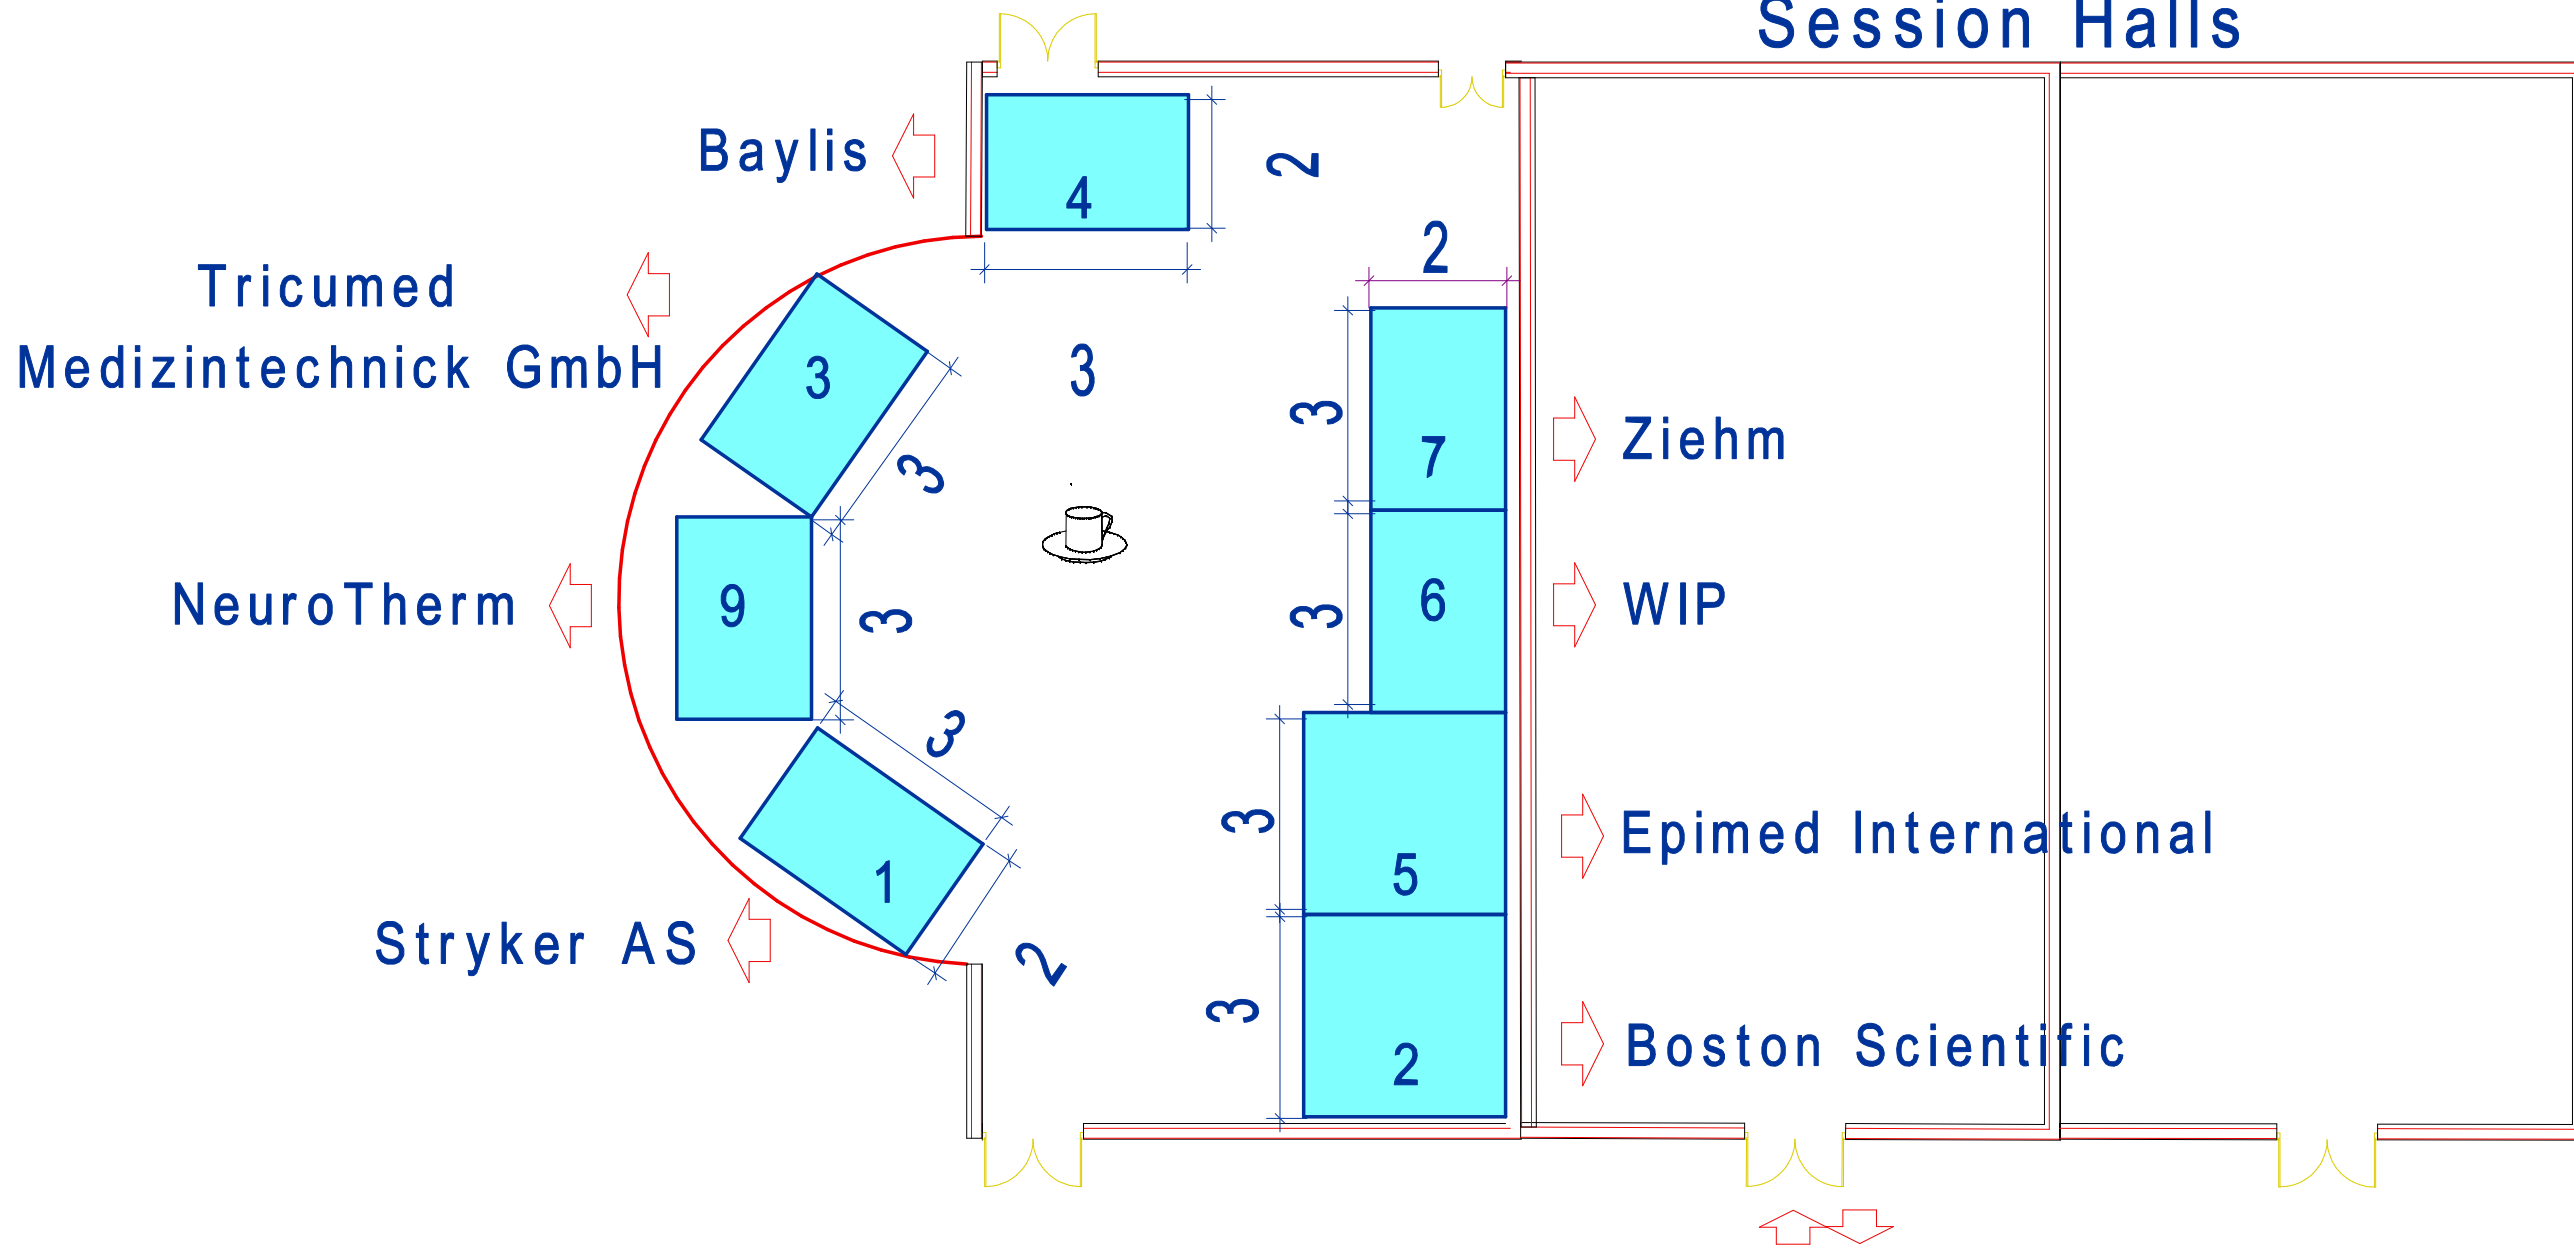 Session Halls
Baylis
4
2
2
Tricumed
Medizintechnick GmbH
3
3
3
3
7
Ziehm
NeuroTherm
9
3
3
6
WIP
3
3
5
Epimed International
1
Stryker AS
2
3
2
Boston Scientific